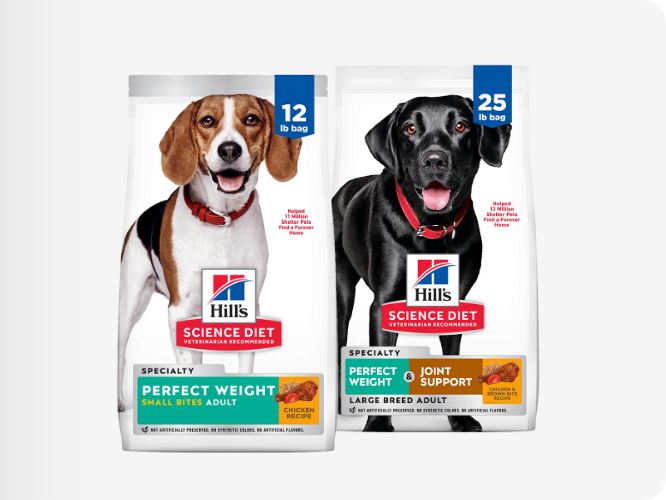 12
lb bag
Helped
11 Million
Shelter Pets
Find a Forever
Home
Hill's
SCIENCE DIET
VETERINARIAN RECOMMENDED
SPECIALTY
PERFECT WEIGHT
SMALL BITES ADULT
CHICKEN
RECIPE
NOT ARTIFICIALLY PRESERVED. NO SYNTHETIC COLORS. NO ARTIFICIAL FLAVORS.
25
lb bag
Helped
13 Million
Shelter Pets
Find a Forever
Home
Hill's
SCIENCE DIET
VETERINARIAN RECOMMENDED
SPECIALTY
PERFECT
WEIGHT
&
JOINT
SUPPORT
CHICKEN &
BROWN RICE
RECIPE
LARGE BREED ADULT
NOT ARTIFICIALLY PRESERVED. NO SYNTHETIC COLORS. NO ARTIFICIAL FLAVORS.